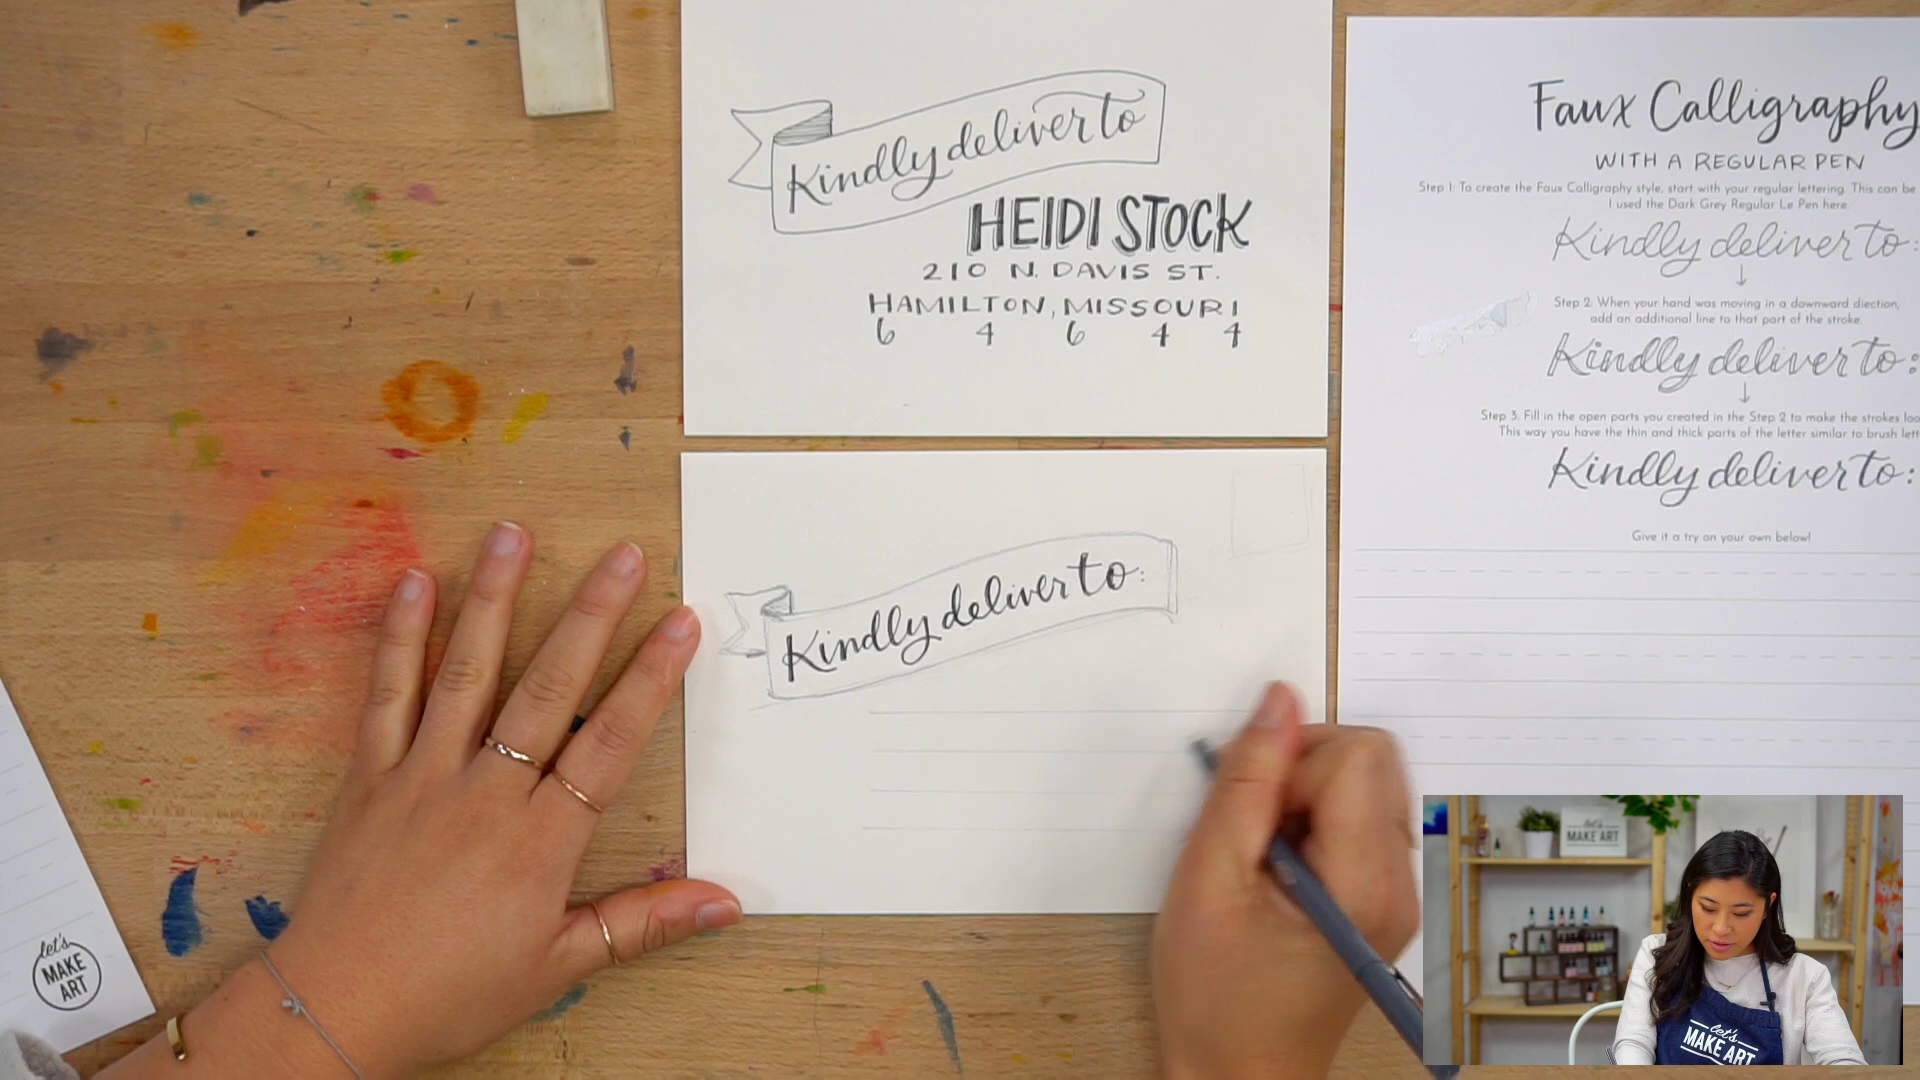 Kindly deliver to
HEIDI STOCK
210 N. DAVIS ST.
HAMILTON, MISSOURI
6 4 6 4 4
Kindly deliver to:
Faux Calligraphy
WITH A REGULAR PEN
Step 1: To create the Faux Calligraphy style, start with your regular lettering. This can be
I used the Dark Grey Regular Le Pen here.
Kindly deliver to:
Step 2: When your hand was moving in a downward diection,
add an additional line to that part of the stroke.
Kindly deliver to:
Step 3: Fill in the open parts you created in the Step 2 to make the strokes
This way you have the thin and thick parts of the letter similar to brush
Kindly deliver to:
Give it a try on your own below!
let's
MAKE
ART
let's
MAKE ART
let's
MAKE ART